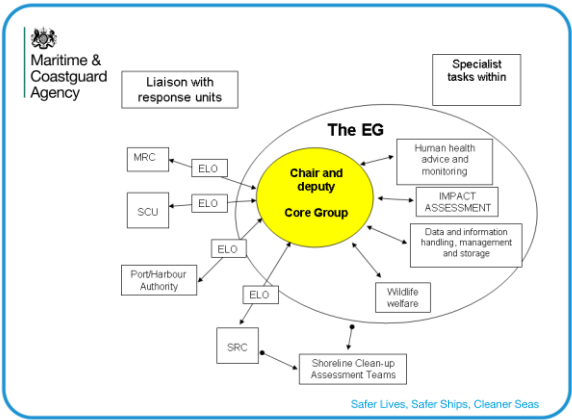 Maritime &
Coastguard
Agency
Liaison with
response units
Specialist
tasks within
The EG
MRC
ELO
Chair and
deputy
Core Group
Human health
advice and
monitoring
SCU
ELO
IMPACT
ASSESSMENT
ELO
Data and information
handling, management
and storage
Port/Harbour
Authority
ELO
Wildlife
welfare
SRC
Shoreline Clean-up
Assessment Teams
Safer Lives, Safer Ships, Cleaner Seas